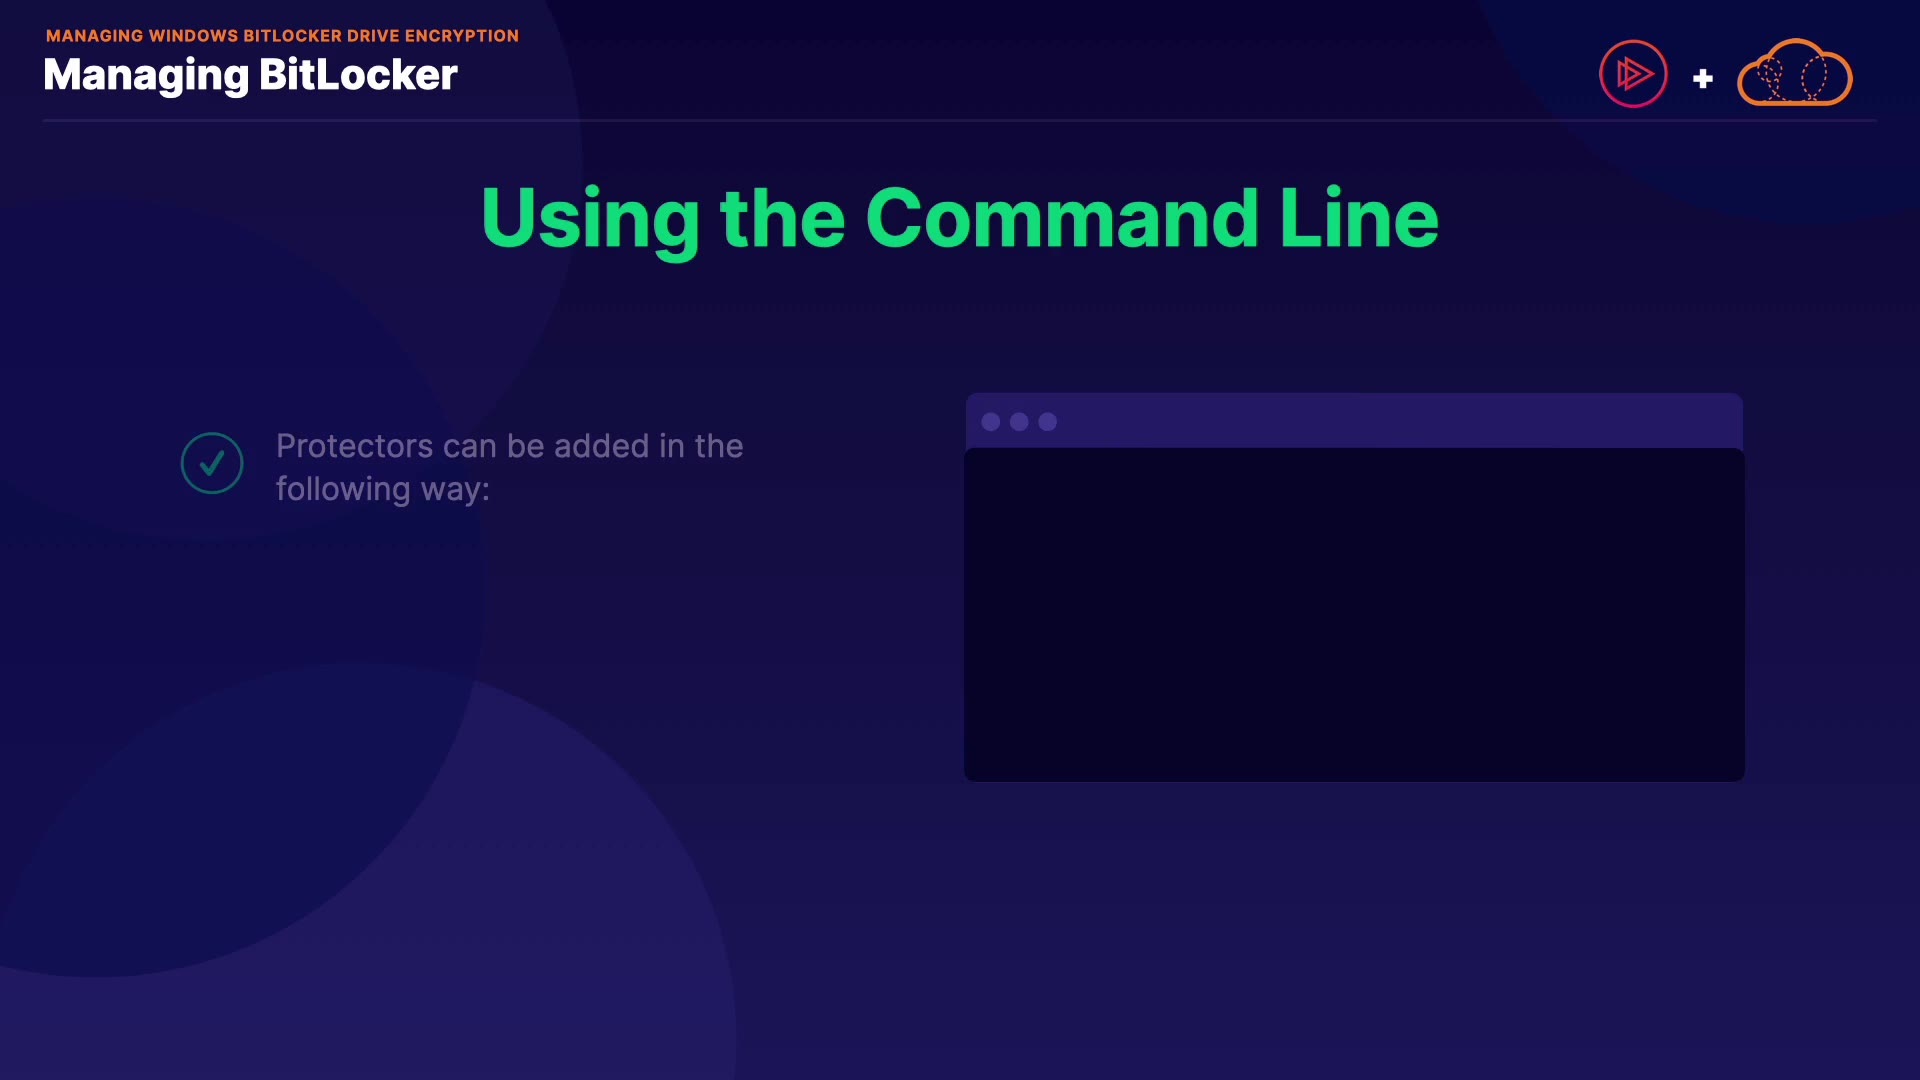 MANAGING WINDOWS BITLOCKER DRIVE ENCRYPTION
Managing BitLocker
Using the Command Line
Protectors can be added in the
following way: